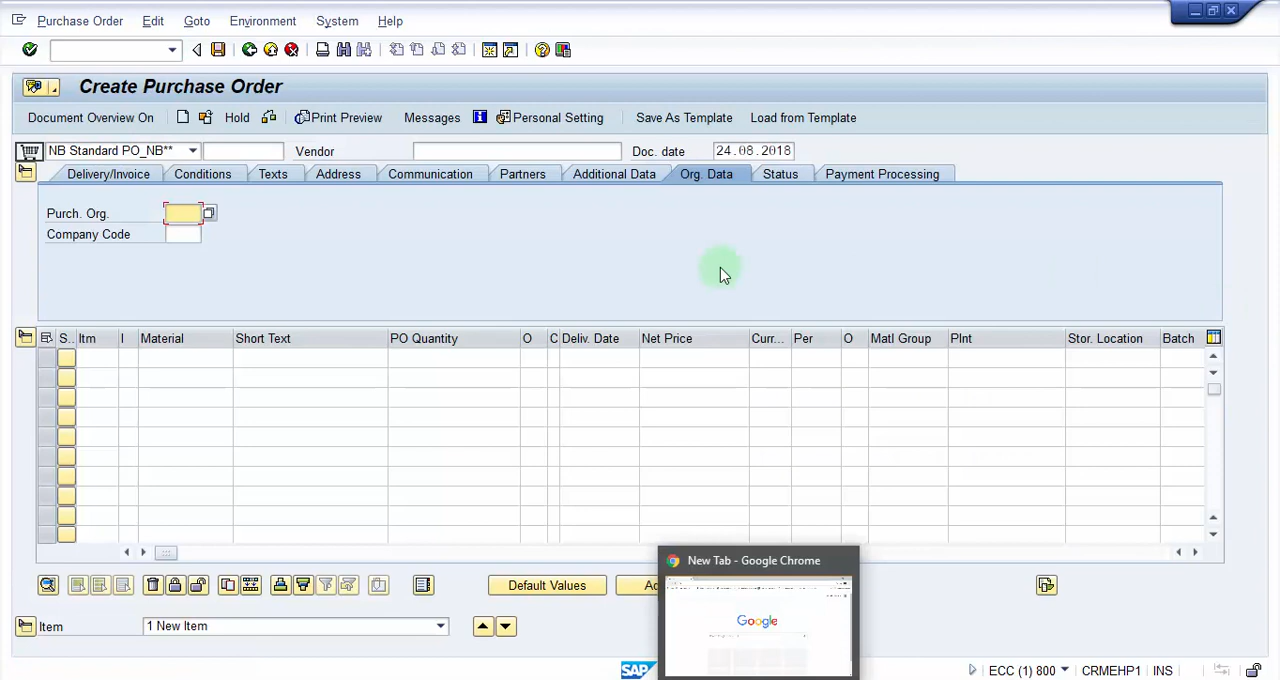 Purchase Order Edit Goto Environment System Help
Create Purchase Order
Document Overview On Hold Print Preview Messages Personal Setting Save As Template Load from Template
NB Standard PO_NB** Vendor Doc. date 24.08.2018
Delivery/Invoice Conditions Texts Address Communication Partners Additional Data Org. Data Status Payment Processing
Purch. Org.
Company Code
S.. Itm I Material Short Text PO Quantity O C Deliv. Date Net Price Curr... Per O Matl Group Plnt Stor. Location Batch
New Tab - Google Chrome
Default Values Ad
Google
Item 1 New Item
SAP ECC (1) 800 CRMEHP1 INS